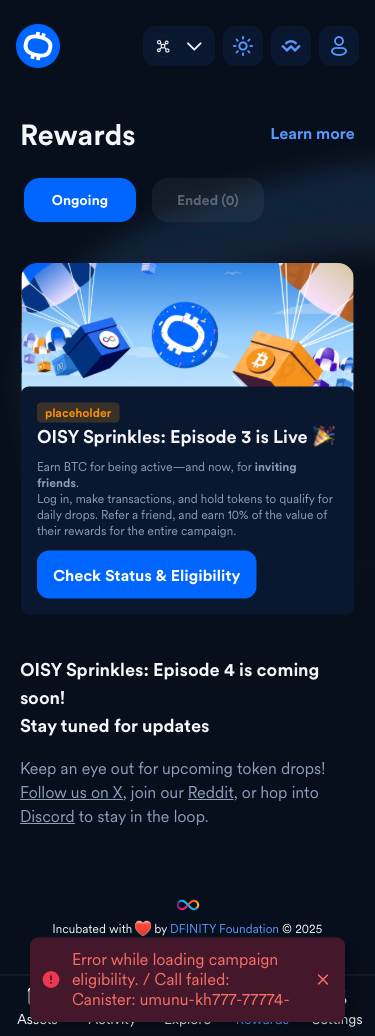 Rewards
Learn more
Ongoing
Ended (0)
placeholder
OISY Sprinkles: Episode 3 is Live 🎉
Earn BTC for being active—and now, for inviting
friends.
Log in, make transactions, and hold tokens to qualify for
daily drops. Refer a friend, and earn 10% of the value of
their rewards for the entire campaign.
Check Status & Eligibility
OISY Sprinkles: Episode 4 is coming
soon!
Stay tuned for updates
Keep an eye out for upcoming token drops!
Follow us on X, join our Reddit, or hop into
Discord to stay in the loop.
Incubated with ❤️ by DFINITY Foundation © 2025
Error while loading campaign
eligibility. / Call failed:
Canister: umunu-kh777-77774-
Assets
Activity
Explore
Rewards
Settings